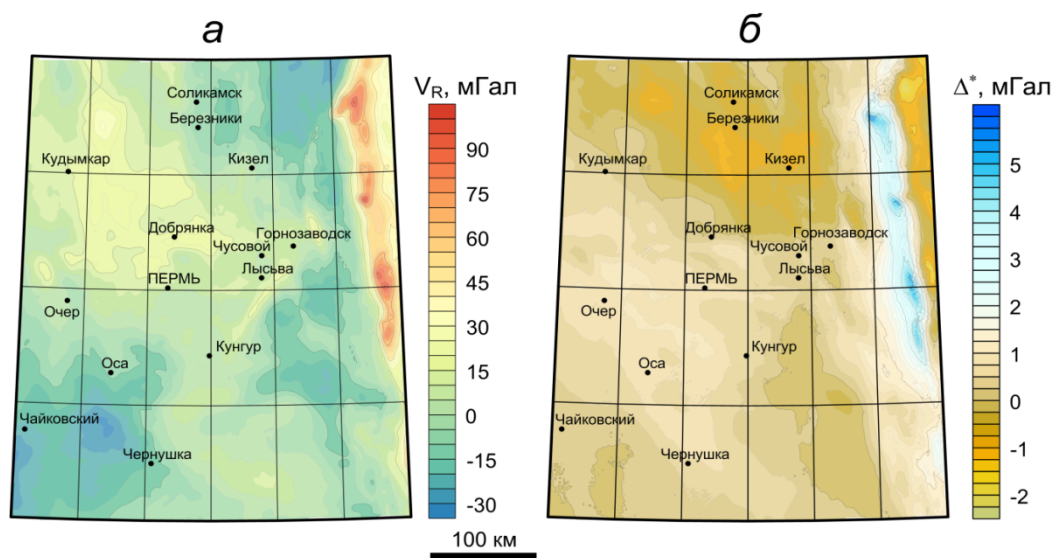 а
V_R, мГал
Соликамск
Березники
Кудымкар
Кизел
Добрянка
Горнозаводск
Чусовой
Лысьва
ПЕРМЬ
Очер
Кунгур
Оса
Чайковский
Чернушка
90
75
60
45
30
15
0
-15
-30
б
Δ*, мГал
Соликамск
Березники
Кудымкар
Кизел
Добрянка
Горнозаводск
Чусовой
Лысьва
ПЕРМЬ
Очер
Кунгур
Оса
Чайковский
Чернушка
5
4
3
2
1
0
-1
-2
100 км